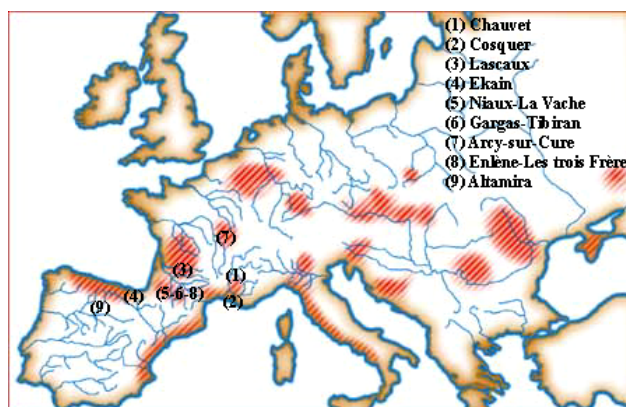 (1) Chauvet
(2) Cosquer
(3) Lascaux
(4) Ekain
(5) Niaux-La Vache
(6) Gargas-Tibiran
(7) Arcy-sur-Cure
(8) Enlène-Les trois Frère
(9) Altamira
(7)
(3)
(1)
(4)
(5-6-8)
(9)
(2)